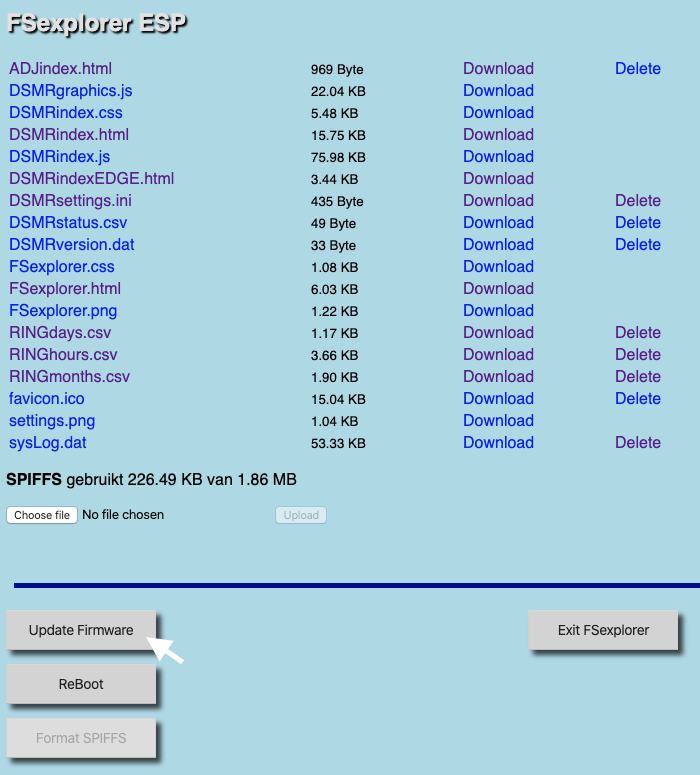 FSexplorer ESP
ADJindex.html 969 Byte Download Delete
DSMRgraphics.js 22.04 KB Download
DSMRindex.css 5.48 KB Download
DSMRindex.html 15.75 KB Download
DSMRindex.js 75.98 KB Download
DSMRindexEDGE.html 3.44 KB Download
DSMRsettings.ini 435 Byte Download Delete
DSMRstatus.csv 49 Byte Download Delete
DSMRversion.dat 33 Byte Download Delete
FSexplorer.css 1.08 KB Download
FSexplorer.html 6.03 KB Download
FSexplorer.png 1.22 KB Download
RINGdays.csv 1.17 KB Download Delete
RINGhours.csv 3.66 KB Download Delete
RINGmonths.csv 1.90 KB Download Delete
favicon.ico 15.04 KB Download Delete
settings.png 1.04 KB Download
sysLog.dat 53.33 KB Download Delete
SPIFFS gebruikt 226.49 KB van 1.86 MB
Choose file No file chosen Upload
Update Firmware Exit FSexplorer
ReBoot
Format SPIFFS